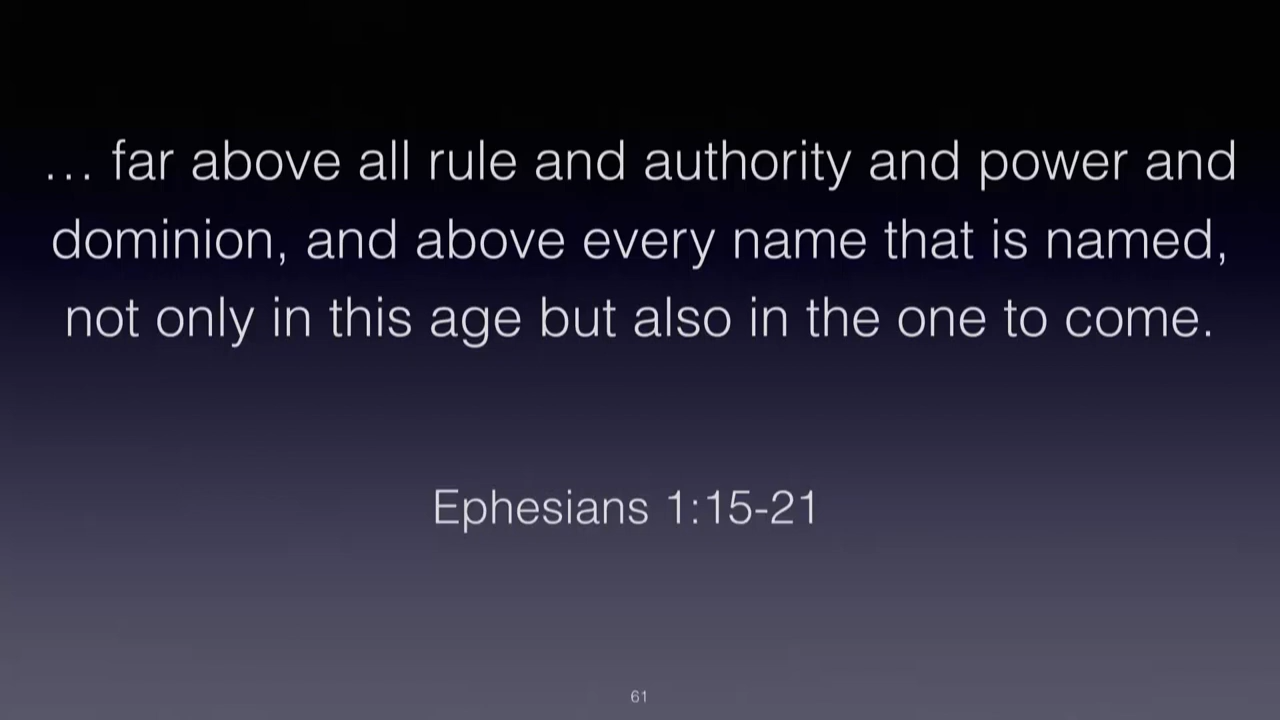 … far above all rule and authority and power and
dominion, and above every name that is named,
not only in this age but also in the one to come.
Ephesians 1:15-21
61